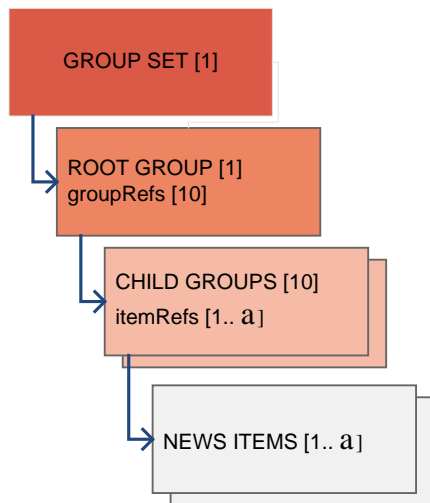 GROUP SET [1]
ROOT GROUP [1]
groupRefs [10]
CHILD GROUPS [10]
itemRefs [1.. a]
NEWS ITEMS [1.. a]